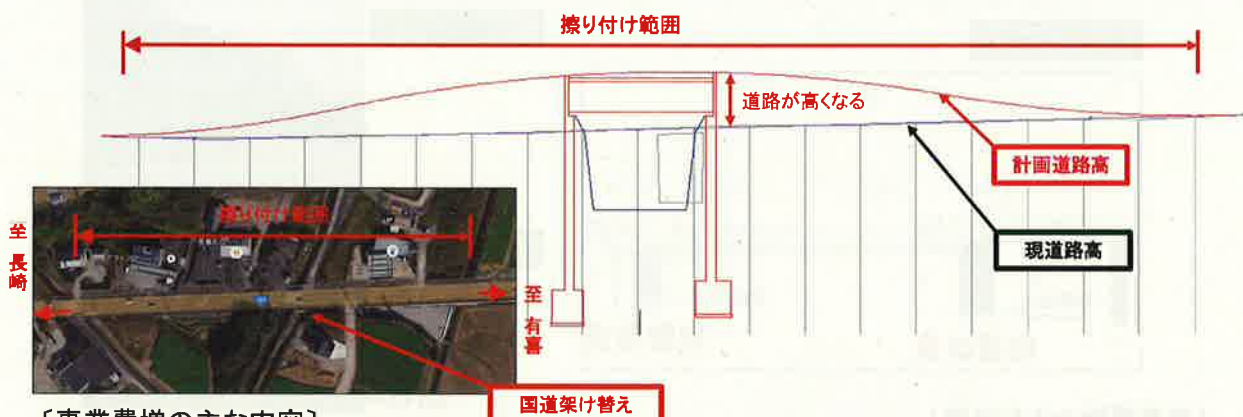 擦り付け範囲
道路が高くなる
計画道路高
現道路高
擦り付け範囲
至 長崎
至 有喜
国道架け替え
〔事業費増の主な内容〕